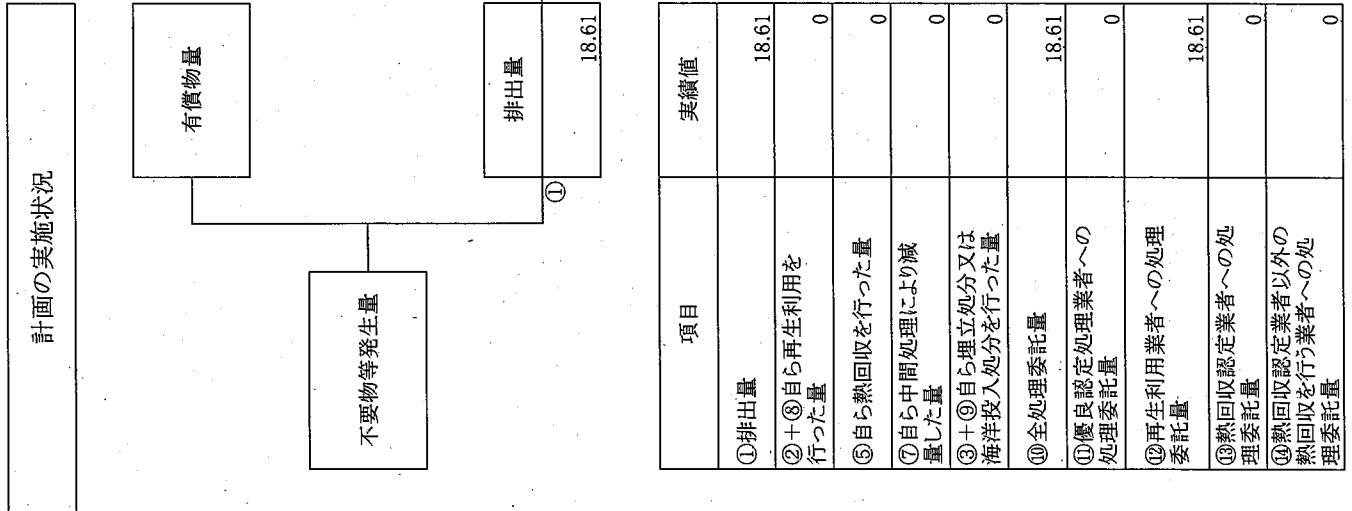 計画の実施状況
有償物量
不要物等発生量
排出量
①
18.61
項目
実績値
①排出量
18.61
②+⑧自ら再生利用を
行った量
0
⑤自ら熱回収を行った量
0
⑦自ら中間処理により減
量した量
0
③+⑨自ら埋立処分又は
海洋投入処分を行った量
0
⑩全処理委託量
18.61
⑪優良認定処理業者への
処理委託量
0
⑫再生利用業者への処理
委託量
18.61
⑬熱回収認定業者への処
理委託量
0
⑭熱回収認定業者以外の
熱回収を行う業者への処
理委託量
0